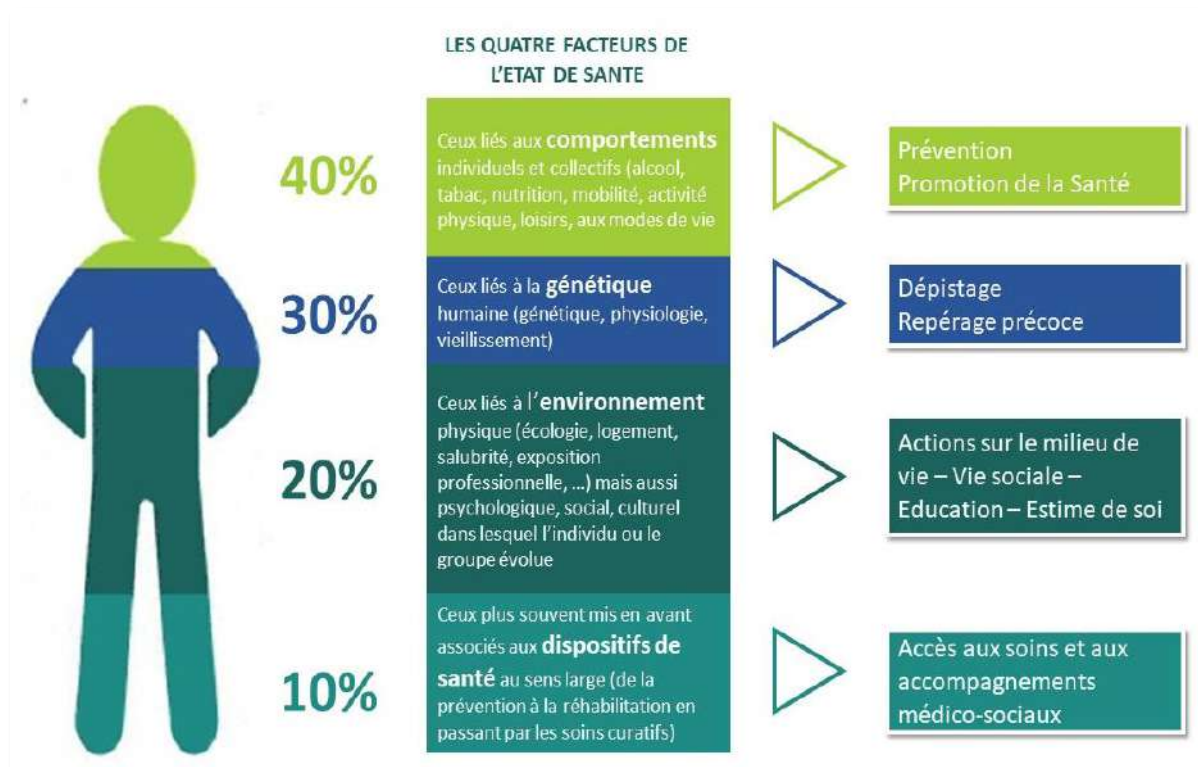 LES QUATRE FACTEURS DE
L'ETAT DE SANTE
40%
Ceux liés aux comportements
individuels et collectifs (alcool,
tabac, nutrition, mobilité, activité
physique, loisirs, aux modes de vie
Prévention
Promotion de la Santé
30%
Ceux liés à la génétique
humaine (génétique, physiologie,
vieillissement)
Dépistage
Repérage précoce
20%
Ceux liés à l'environnement
physique (écologie, logement,
salubrité, exposition
professionnelle, ...) mais aussi
psychologique, social, culturel
dans lesquel l'individu ou le
groupe évolue
Actions sur le milieu de
vie – Vie sociale –
Education – Estime de soi
10%
Ceux plus souvent mis en avant
associés aux dispositifs de
santé au sens large (de la
prévention à la réhabilitation en
passant par les soins curatifs)
Accès aux soins et aux
accompagnements
médico-sociaux